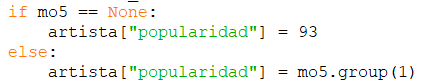 if mo5 == None:
    artista["popularidad"] = 93
else:
    artista["popularidad"] = mo5.group(1)